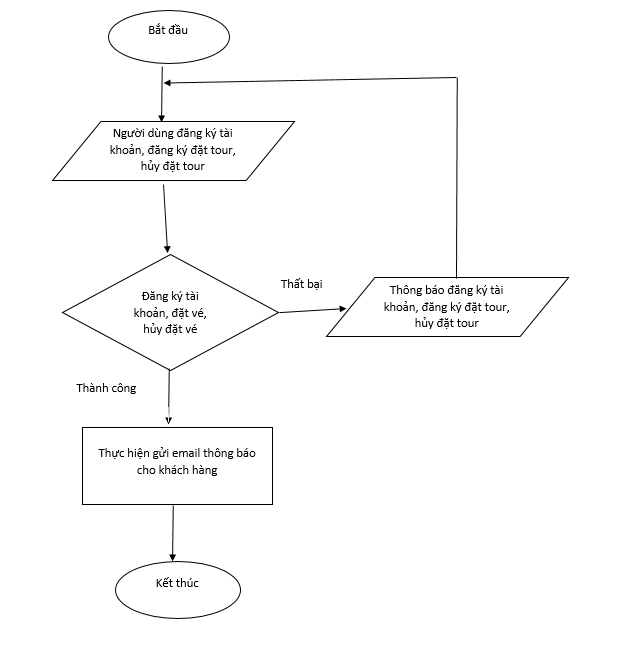 Bắt đầu
Người dùng đăng ký tài
khoản, đăng ký đặt tour,
hủy đặt tour
Đăng ký tài
khoản, đặt vé,
hủy đặt vé
Thất bại
Thông báo đăng ký tài
khoản, đăng ký đặt tour,
hủy đặt tour
Thành công
Thực hiện gửi email thông báo
cho khách hàng
Kết thúc